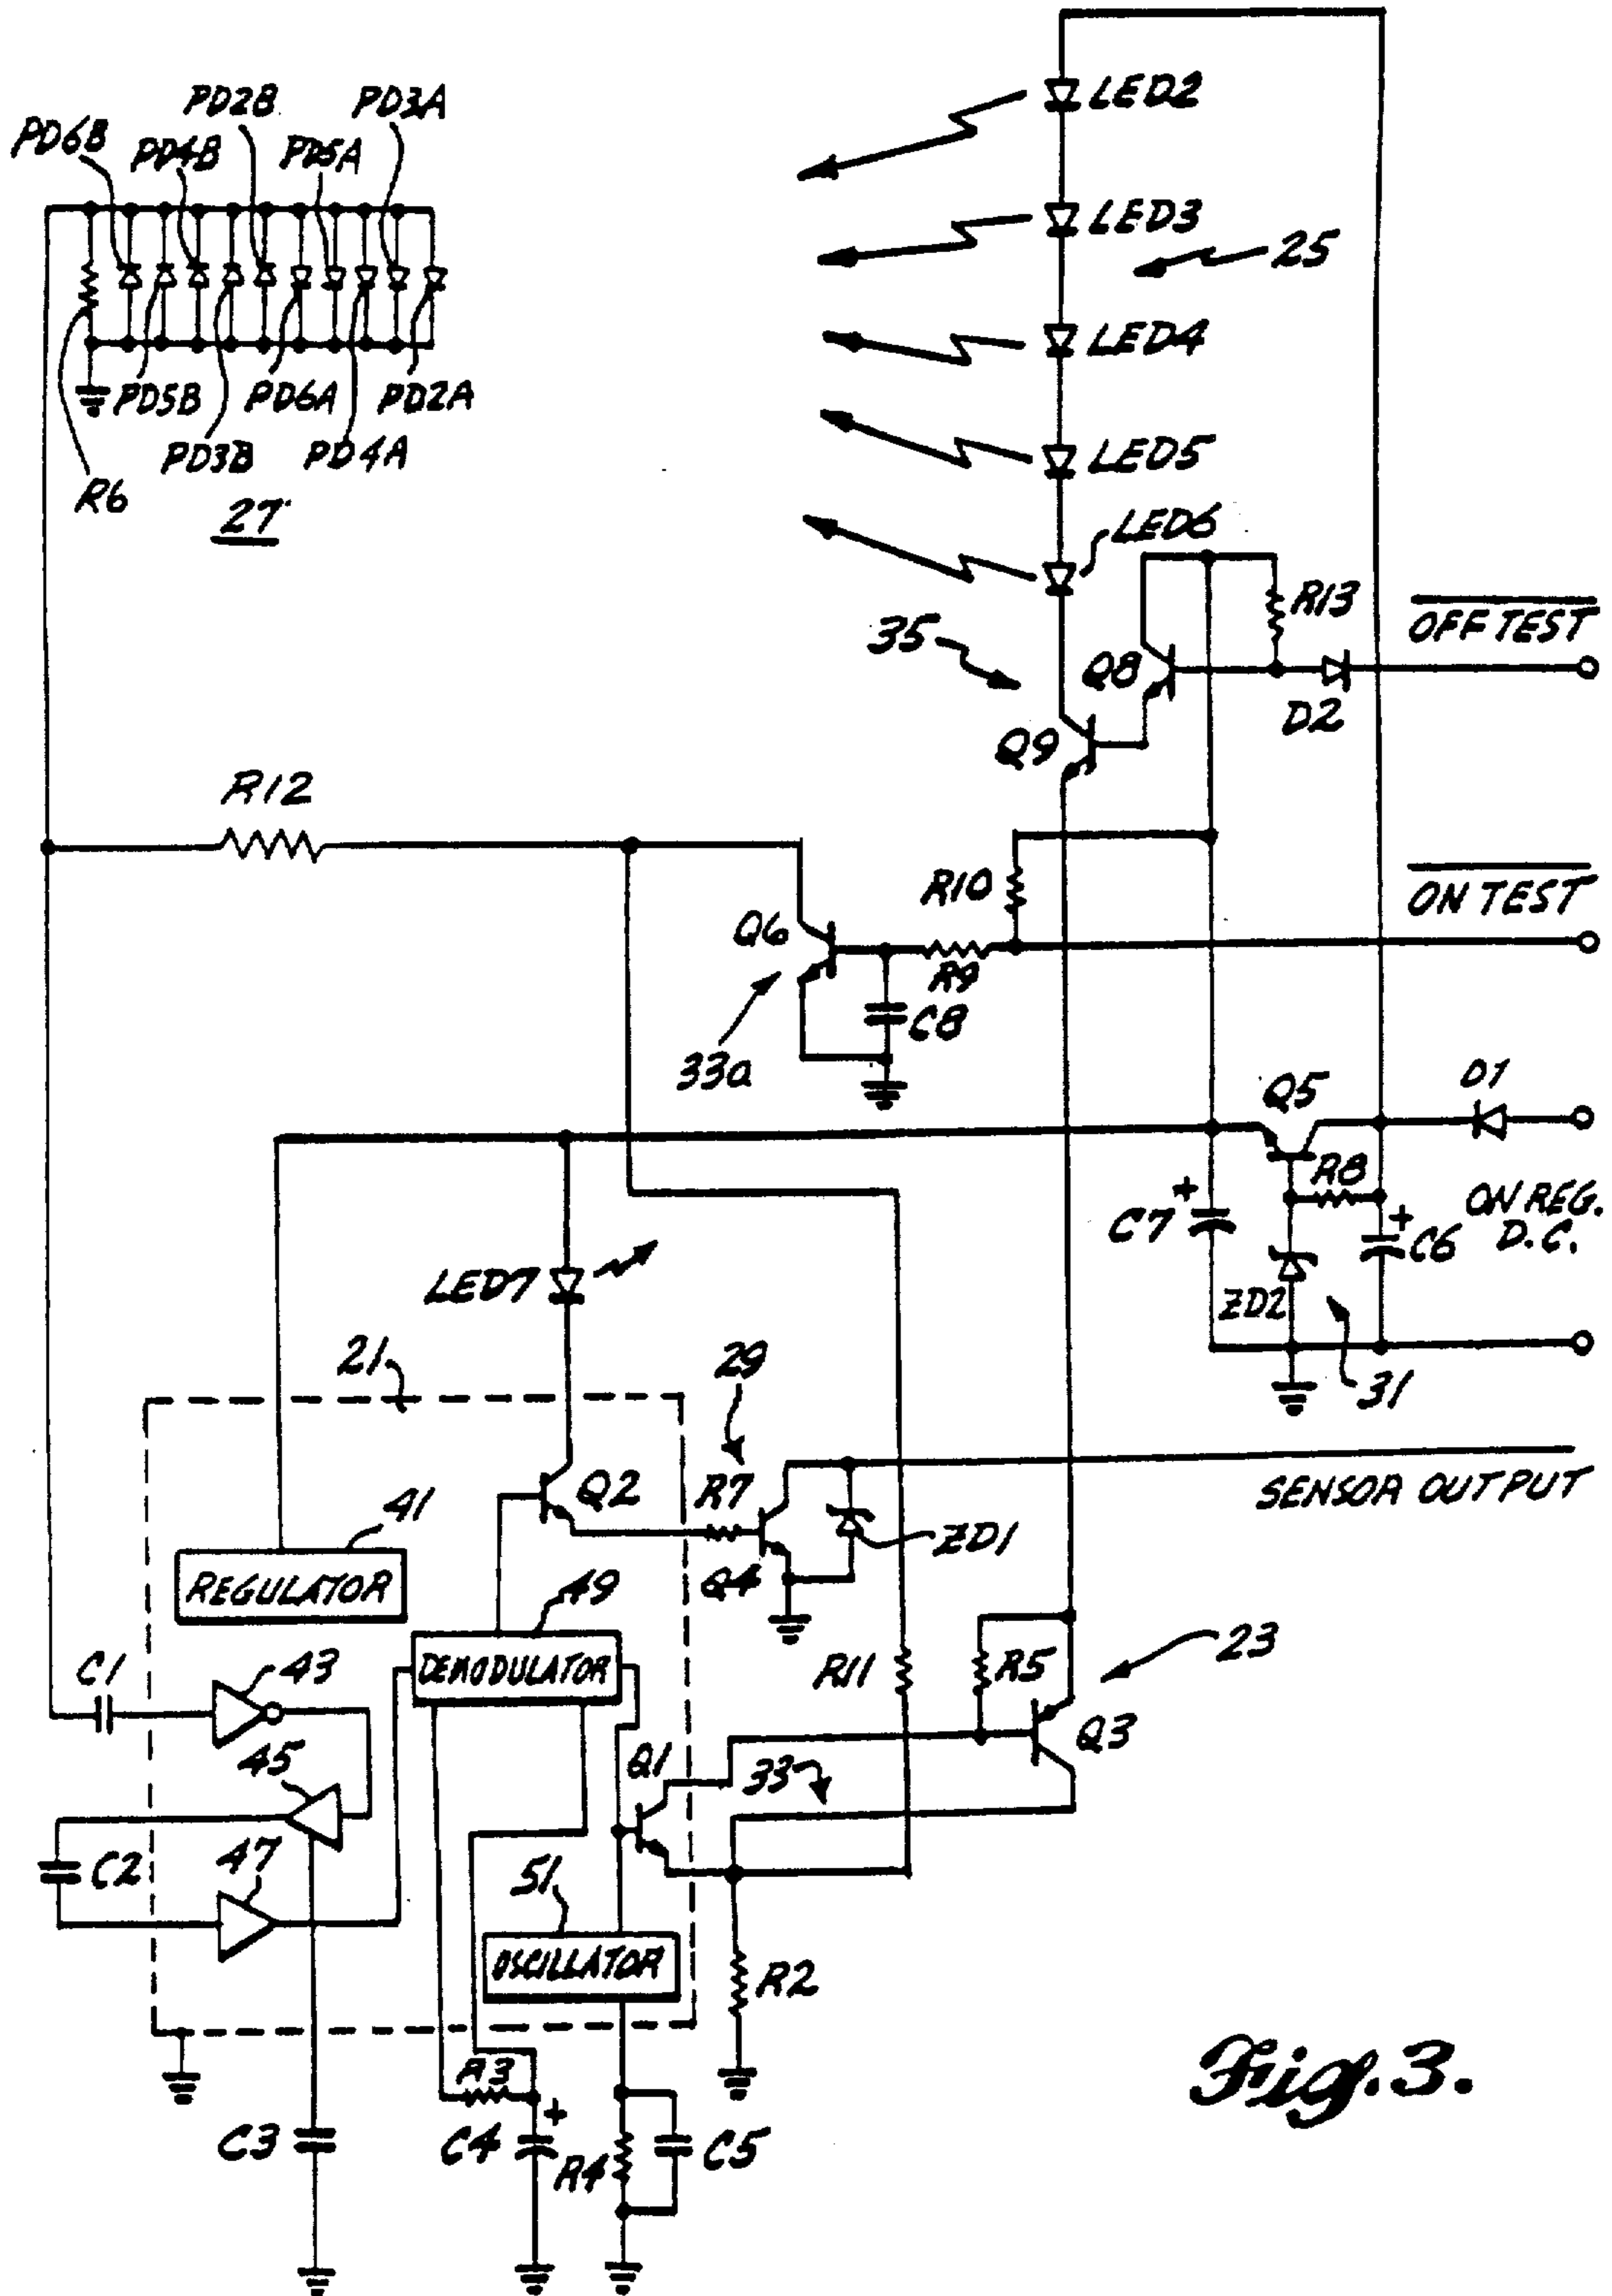 LED2
PD2B PD3A
PD6B PD4B PD5A
LED3
25
LED4
PD5B PD6A PD2A
PD3B PD4A
LED5
R6
27
LED6
R13
OFF TEST
35
Q8
D2
Q9
R12
R10
ON TEST
Q6
R9
C8
33a
D1
Q5
R8
ON REG.
D.C.
C7 +
+ C6
LED7
ZD2
21
29
31
Q2
R7
SENSOR OUTPUT
41
ZD1
REGULATOR
Q4
49
23
C1
43
DEMODULATOR
R11
R5
Q3
45
Q1
33
47
C2
51
OSCILLATOR
R2
R3
+
C3
C4
R4
C5
Fig. 3.